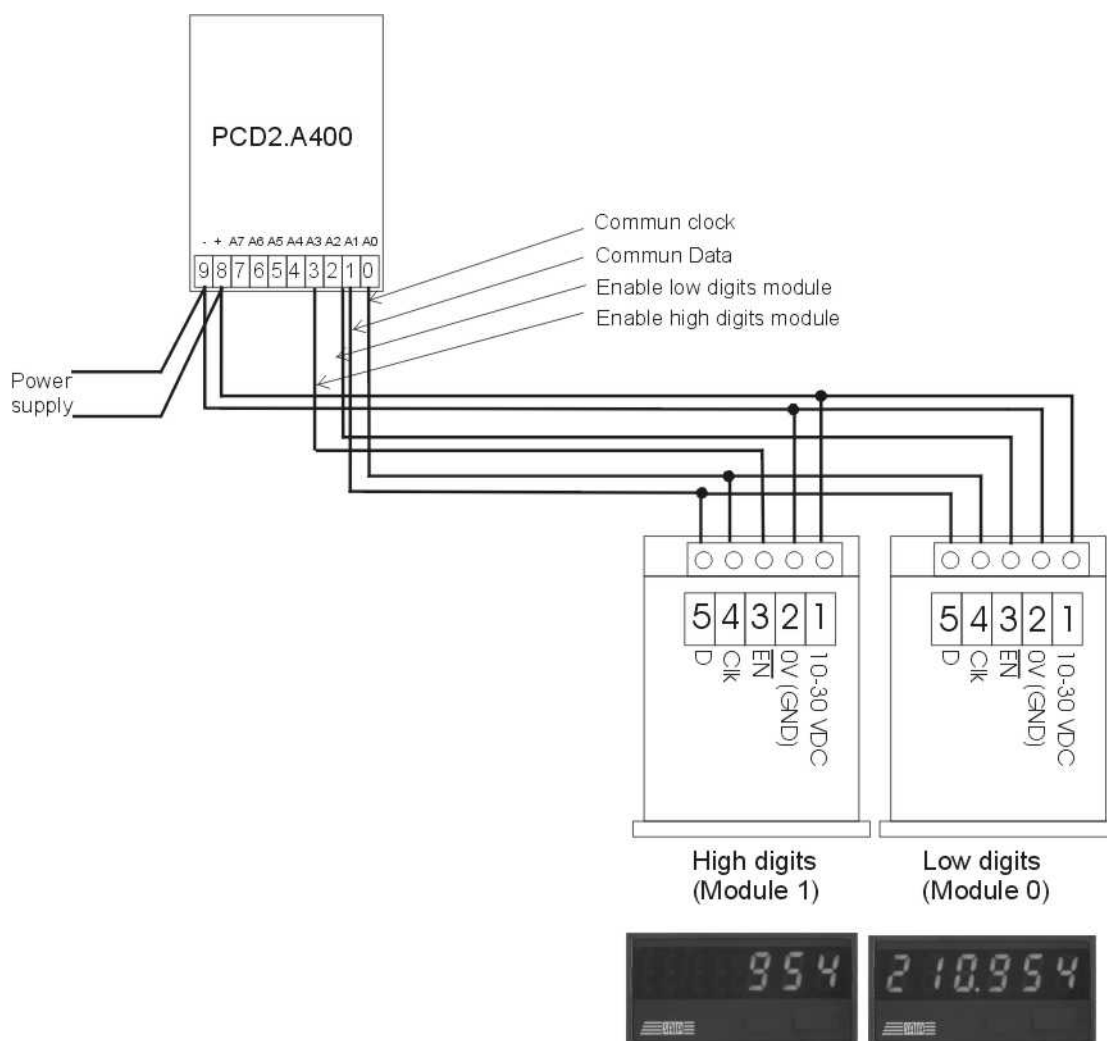 PCD2.A400
- + A7 A6 A5 A4 A3 A2 A1 A0
9 8 7 6 5 4 3 2 1 0
Commun clock
Commun Data
Enable low digits module
Enable high digits module
Power
supply
5 4 3 2 1
D Clk EN 0V (GND) 10-30 VDC
5 4 3 2 1
D Clk EN 0V (GND) 10-30 VDC
High digits
(Module 1)
Low digits
(Module 0)
954
210.954
SAIA
SAIA